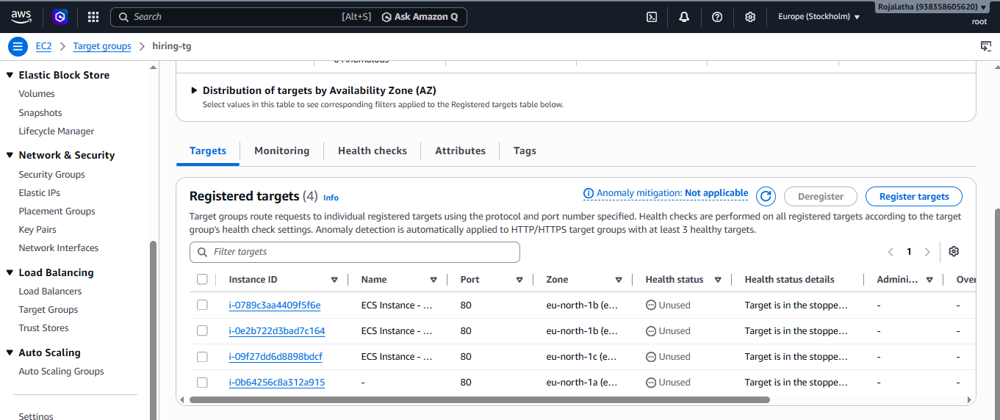 aws
Search [Alt+S] Ask Amazon Q Europe (Stockholm) Rojalatha (938358605620)
root
EC2 Target groups hiring-tg
Elastic Block Store
Volumes
Snapshots
Lifecycle Manager
Network & Security
Security Groups
Elastic IPs
Placement Groups
Key Pairs
Network Interfaces
Load Balancing
Load Balancers
Target Groups
Trust Stores
Auto Scaling
Auto Scaling Groups
Settings
0 Anomalous
Distribution of targets by Availability Zone (AZ)
Select values in this table to see corresponding filters applied to the Registered targets table below.
Targets Monitoring Health checks Attributes Tags
Registered targets (4) Info Anomaly mitigation: Not applicable Deregister Register targets
Target groups route requests to individual registered targets using the protocol and port number specified. Health checks are performed on all registered targets according to the target
group's health check settings. Anomaly detection is automatically applied to HTTP/HTTPS target groups with at least 3 healthy targets.
Filter targets 1
Instance ID Name Port Zone Health status Health status details Admini... Over
i-0789c3aa4409f5f6e ECS Instance - ... 80 eu-north-1b (e... Unused Target is in the stoppe... - -
i-0e2b722d3bad7c164 ECS Instance - ... 80 eu-north-1b (e... Unused Target is in the stoppe... - -
i-09f27dd6d8898bdcf ECS Instance - ... 80 eu-north-1c (e... Unused Target is in the stoppe... - -
i-0b64256c8a312a915 - 80 eu-north-1a (e... Unused Target is in the stoppe... - -